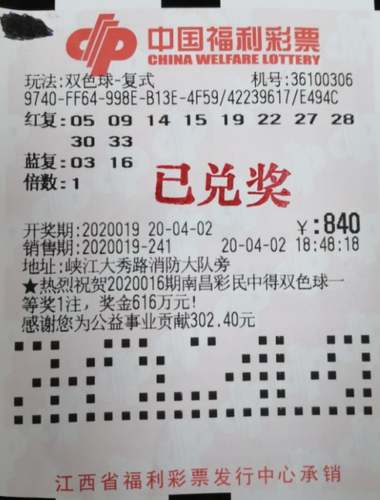 中国福利彩票
CHINA WELFARE LOTTERY
玩法:双色球-复式 机号:36100306
9740-FF64-998E-B13E-4F59/42239617/E494C
红复:05 09 14 15 19 22 27 28
30 33
蓝复:03 16
倍数:1
已兑奖
开奖期:2020019 20-04-02 ¥:840
销售期:2020019-241 20-04-02 18:48:18
地址:峡江大秀路消防大队旁
★热烈祝贺2020016期南昌彩民中得双色球一
等奖1注,奖金616万元!
感谢您为公益事业贡献302.40元
江西省福利彩票发行中心承销